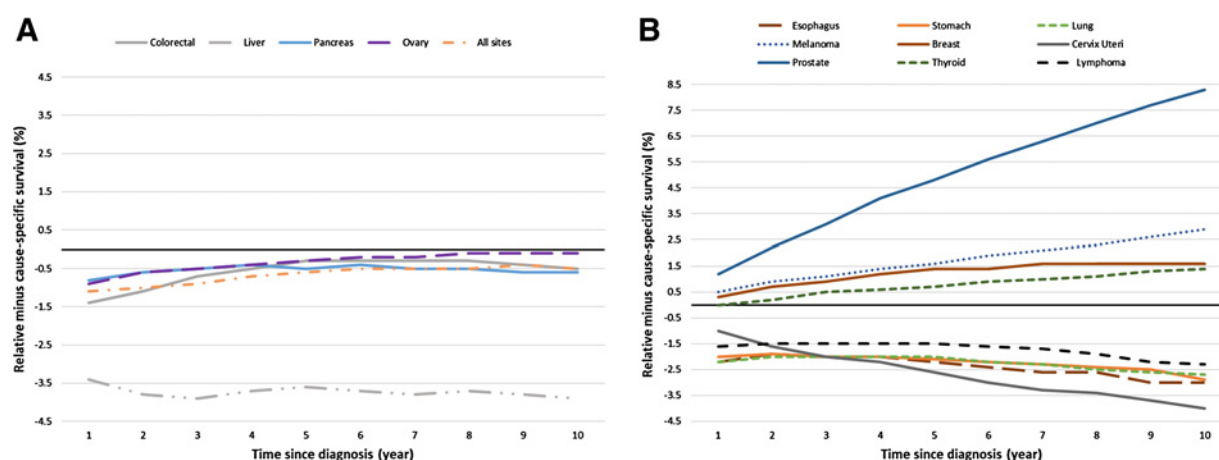 A
Colorectal Liver Pancreas Ovary All sites
Relative minus cause-specific survival (%)
4.5
3.5
2.5
1.5
0.5
-0.5
-1.5
-2.5
-3.5
-4.5
1 2 3 4 5 6 7 8 9 10
Time since diagnosis (year)
B
Esophagus Stomach Lung
Melanoma Breast Cervix Uteri
Prostate Thyroid Lymphoma
Relative minus cause-specific survival (%)
8.5
7.5
6.5
5.5
4.5
3.5
2.5
1.5
0.5
-0.5
-1.5
-2.5
-3.5
-4.5
1 2 3 4 5 6 7 8 9 10
Time since diagnosis (year)